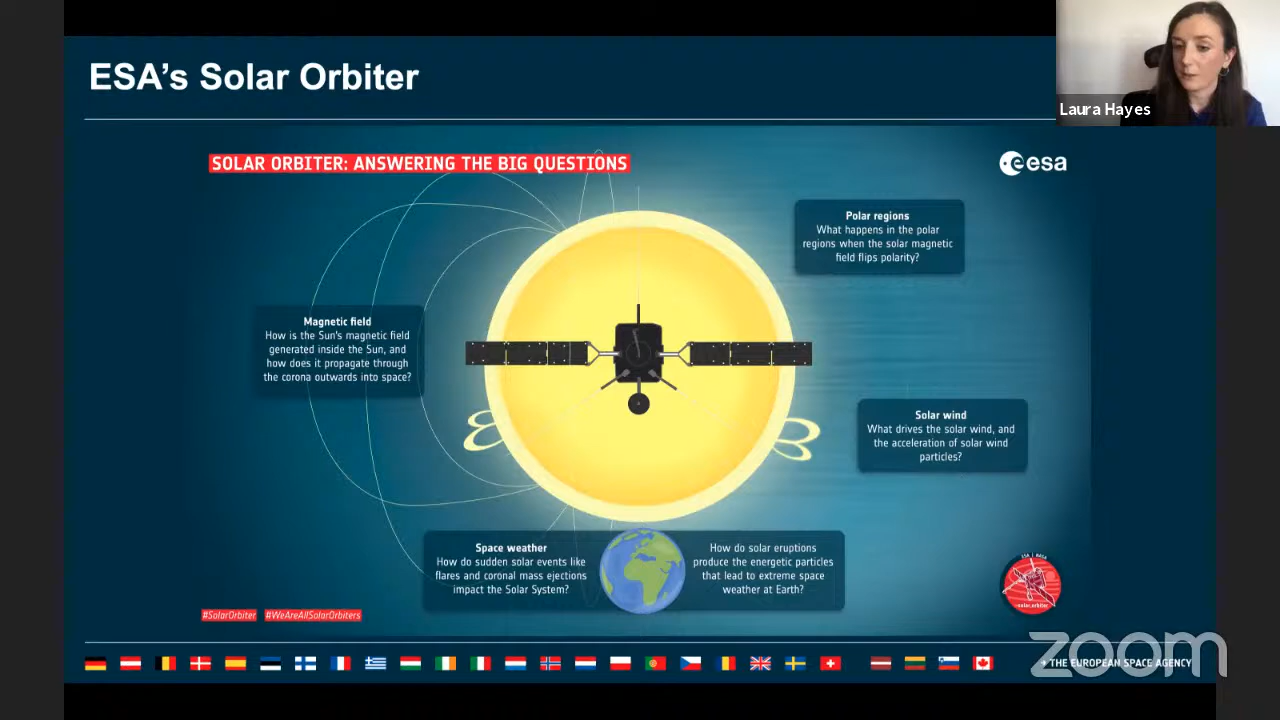 ESA's Solar Orbiter
Laura Hayes
SOLAR ORBITER: ANSWERING THE BIG QUESTIONS
esa
Polar regions
What happens in the polar
regions when the solar magnetic
field flips polarity?
Magnetic field
How is the Sun's magnetic field
generated inside the Sun, and
how does it propagate through
the corona outwards into space?
Solar wind
What drives the solar wind, and
the acceleration of solar wind
particles?
Space weather
How do sudden solar events like
flares and coronal mass ejections
impact the Solar System?
How do solar eruptions
produce the energetic particles
that lead to extreme space
weather at Earth?
solar orbiter
#SolarOrbiter #WeAreAllSolarOrbiters
zoom
THE EUROPEAN SPACE AGENCY